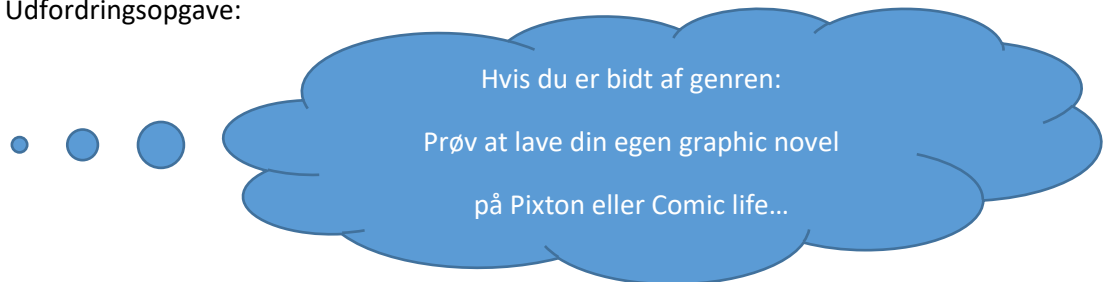 Udfordringsopgave:
Hvis du er bidt af genren:
Prøv at lave din egen graphic novel
på Pixton eller Comic life…